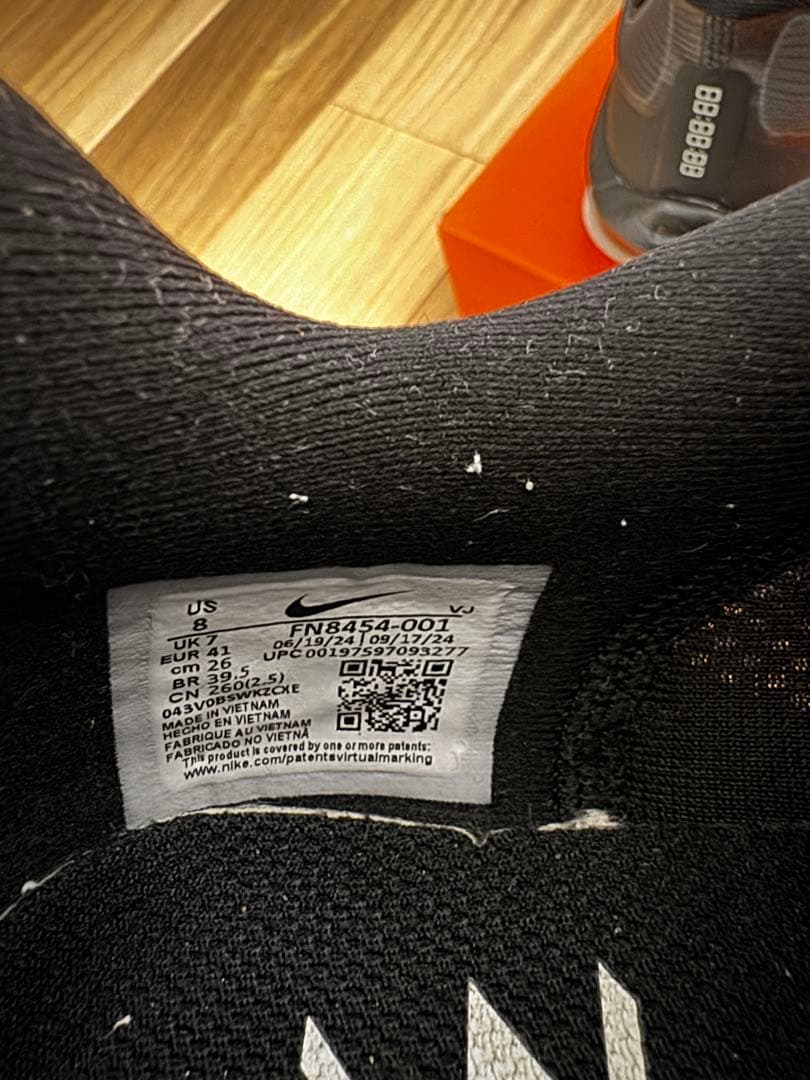 US
8
VJ
FN8454-001
UK 7
06/19/24 | 09/17/24
EUR 41
UPC 00197597093277
cm 26
BR 39.5
CN 260(2.5)
043V0BSWKZCXE
MADE IN VIETNAM
HECHO EN VIETNAM
FABRIQUE AU VIETNAM
FABRICADO NO VIETNÃ
This product is covered by one or more patents:
www.nike.com/patentsvirtualmarking
88:88:88